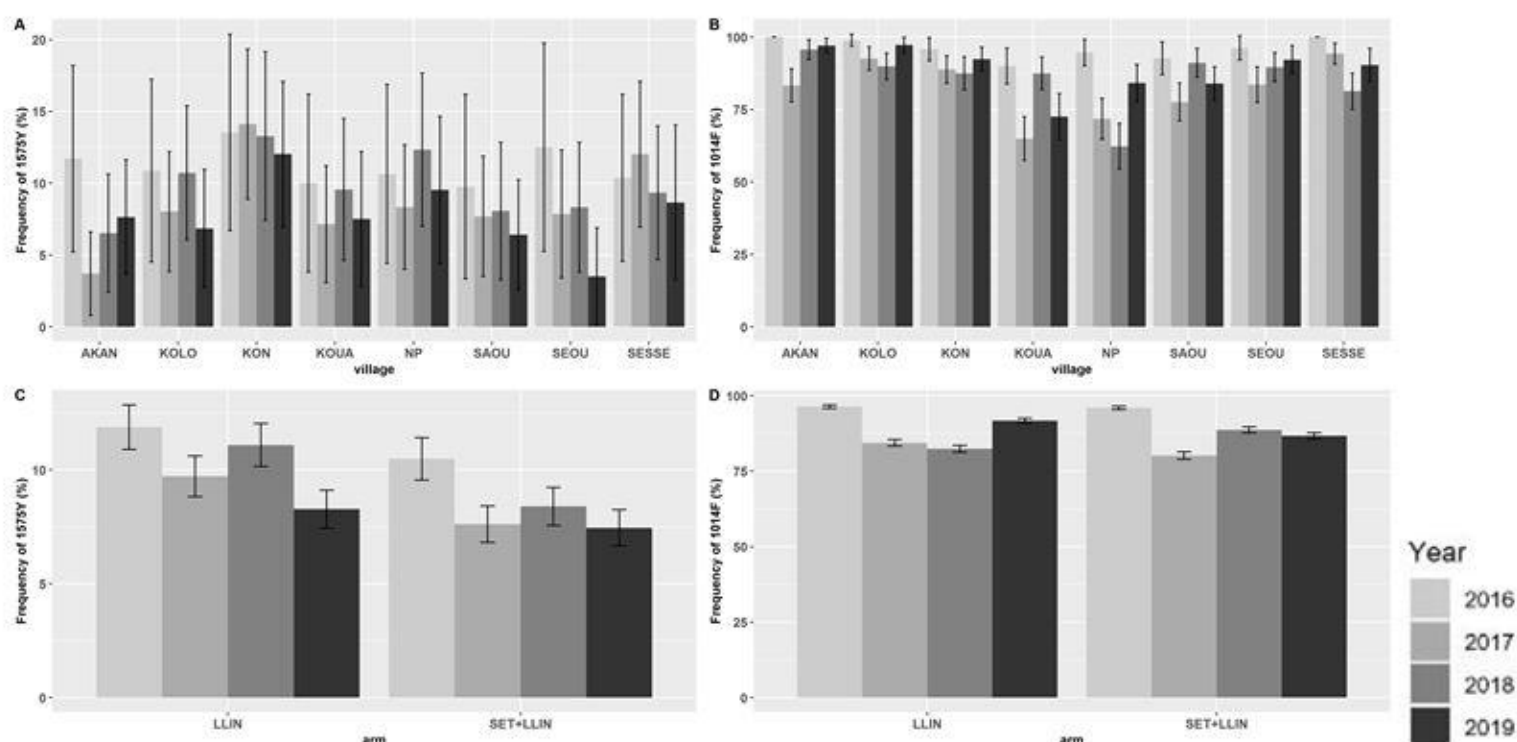 A
Frequency of 1575Y (%)
20
15
10
5
0
AKAN KOLO KON KOUA NP SAOU SEOU SESSE
village
B
Frequency of 1014F (%)
100
75
50
25
0
AKAN KOLO KON KOUA NP SAOU SEOU SESSE
village
C
Frequency of 1575Y (%)
10
5
0
LLIN SET+LLIN
arm
D
Frequency of 1014F (%)
100
75
50
25
0
LLIN SET+LLIN
arm
Year
2016
2017
2018
2019